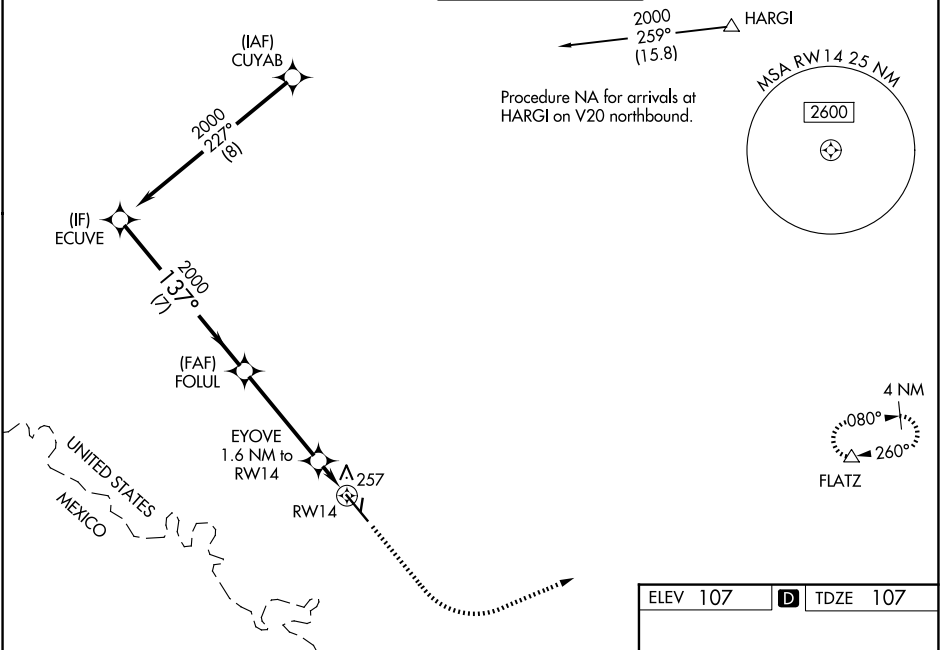 2000
259°
(15.8)
HARGI
(IAF)
CUYAB
Procedure NA for arrivals at
HARGI on V20 northbound.
MSA RW 14 25 NM
2600
2000
227°
(8)
(IF)
ECUVE
2000
137°
(7)
(FAF)
FOLUL
EYOVE
1.6 NM to
RW14
257
RW14
4 NM
080°
260°
FLATZ
UNITED STATES
MEXICO
ELEV 107 D TDZE 107